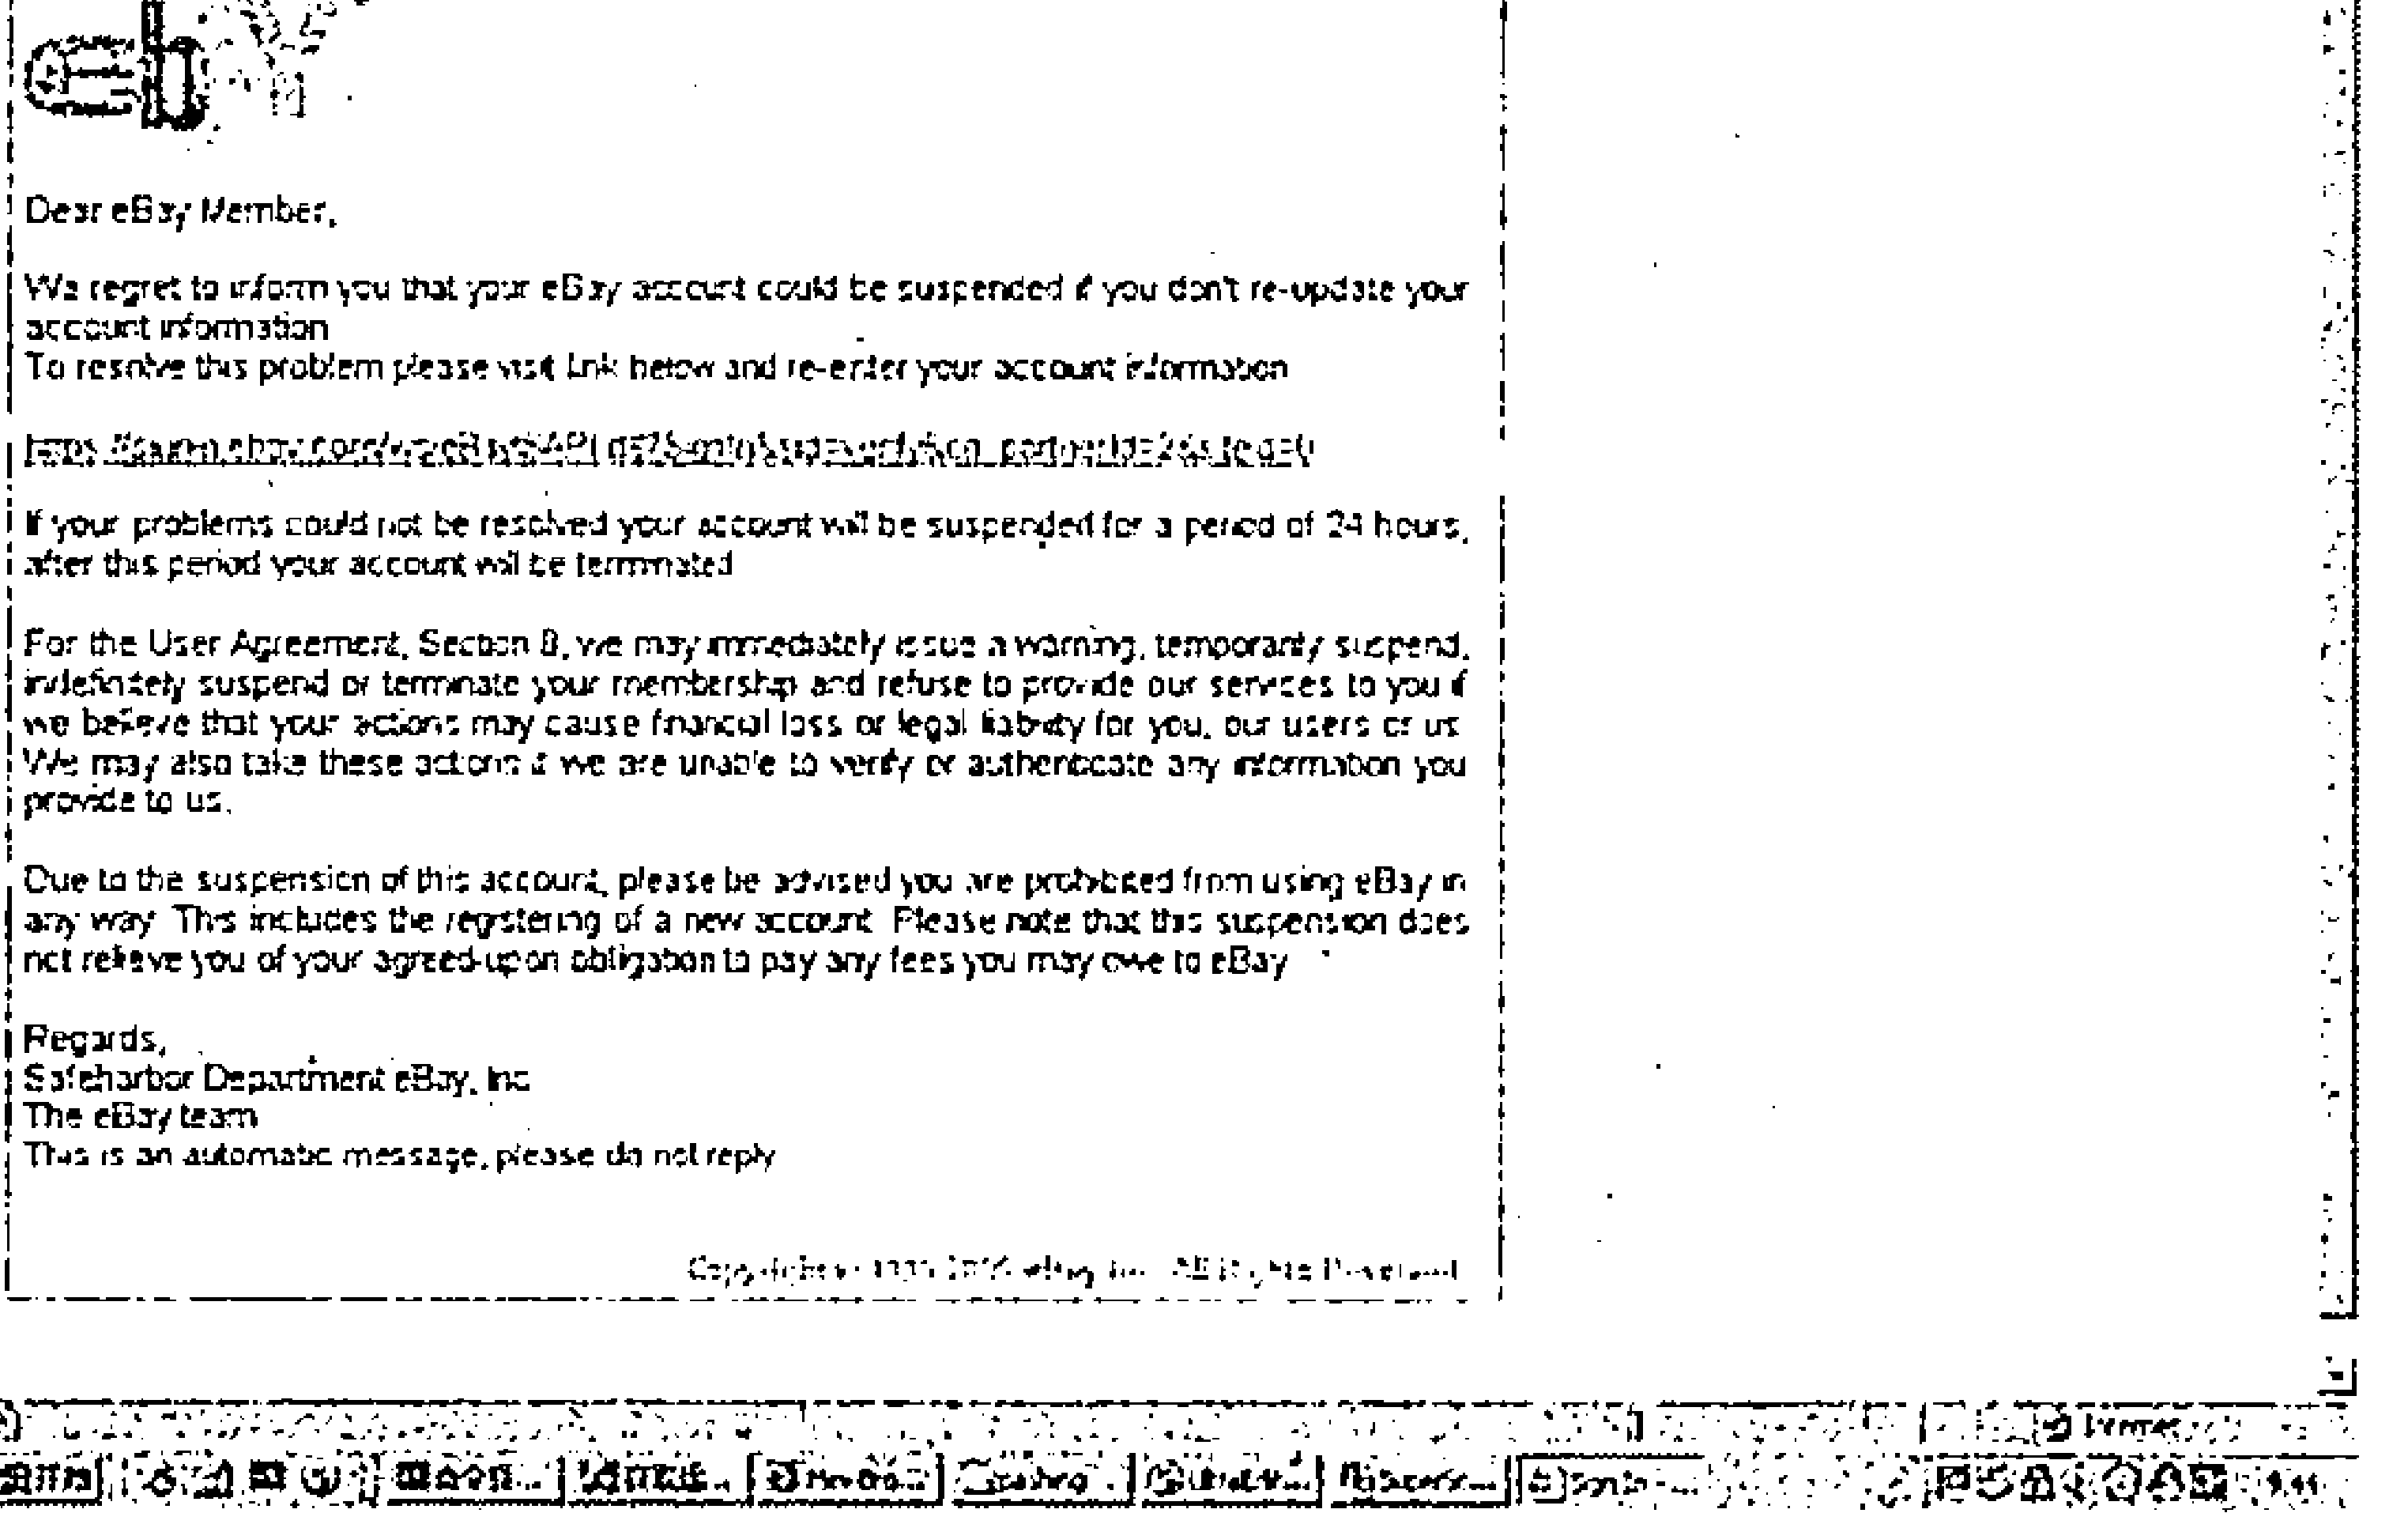 eb
Dear eBay Member,
We regret to inform you that your eBay account could be suspended if you don't re-update your
account information
To resolve this problem please visit link below and re-enter your account information
If your problems could not be resolved your account will be suspended for a period of 24 hours,
after this period your account will be terminated
For the User Agreement, Section 9, we may immediately issue a warning, temporarily suspend,
indefinitely suspend or terminate your membership and refuse to provide our services to you if
we believe that your actions may cause financial loss or legal liability for you, our users or us
We may also take these actions if we are unable to verify or authenticate any information you
provide to us.
Due to the suspension of this account, please be advised you are prohibited from using eBay in
any way This includes the registering of a new account Please note that this suspension does
not relieve you of your agreed-upon obligation to pay any fees you may owe to eBay
Regards,
Safeharbor Department eBay, Inc
The eBay team
This is an automatic message, please do not reply
All Rights Reserved